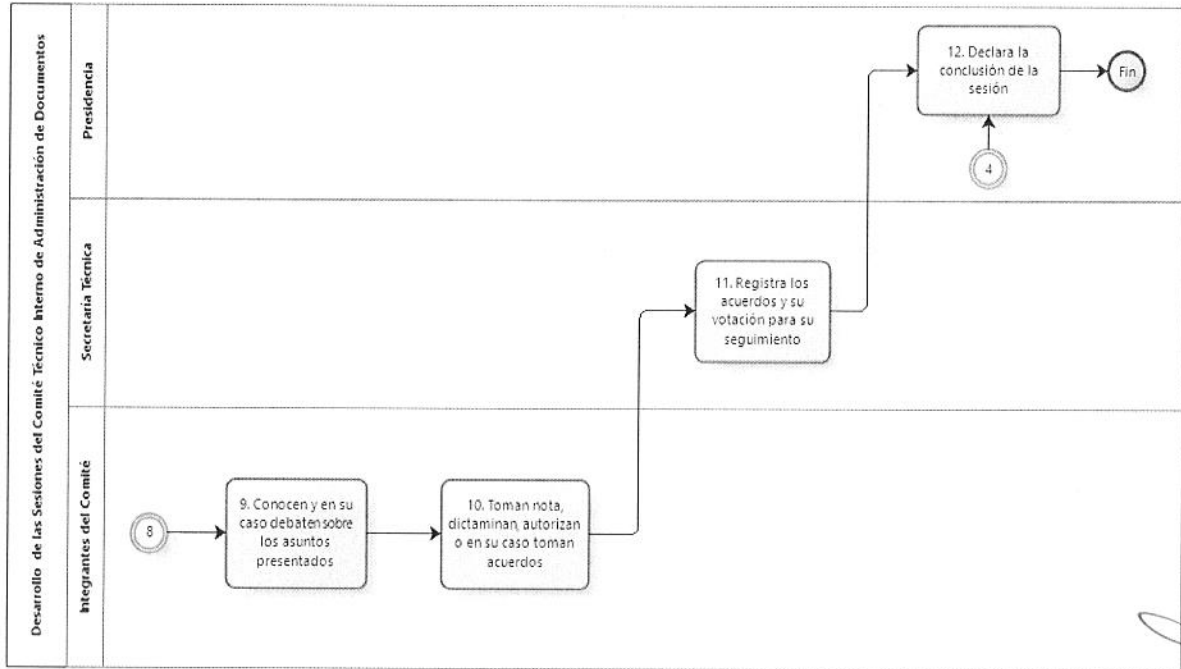 Desarrollo de las Sesiones del Comité Técnico Interno de Administración de Documentos
Presidencia
12. Declara la
conclusión de la
sesión
Fin
4
Secretaría Técnica
11. Registra los
acuerdos y su
votación para su
seguimiento
Integrantes del Comité
8
9. Conocen y en su
caso debaten sobre
los asuntos
presentados
10. Toman nota,
dictaminan, autorizan
o en su caso toman
acuerdos